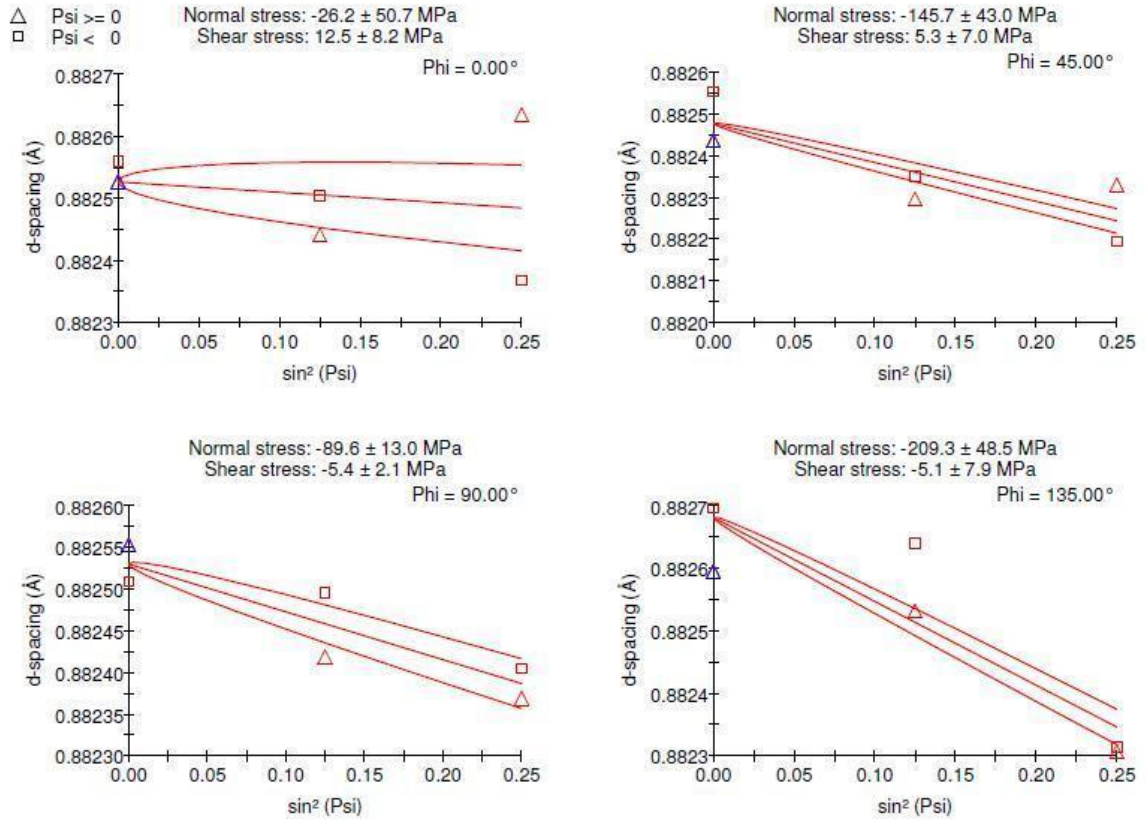 △ Psi >= 0
□ Psi < 0
Normal stress: -26.2 ± 50.7 MPa
Shear stress: 12.5 ± 8.2 MPa
Phi = 0.00°
0.8827
0.8826
0.8825
0.8824
0.8823
d-spacing (Å)
0.00 0.05 0.10 0.15 0.20 0.25
sin² (Psi)
Normal stress: -145.7 ± 43.0 MPa
Shear stress: 5.3 ± 7.0 MPa
Phi = 45.00°
0.8826
0.8825
0.8824
0.8823
0.8822
0.8821
0.8820
d-spacing (Å)
0.00 0.05 0.10 0.15 0.20 0.25
sin² (Psi)
Normal stress: -89.6 ± 13.0 MPa
Shear stress: -5.4 ± 2.1 MPa
Phi = 90.00°
0.88260
0.88255
0.88250
0.88245
0.88240
0.88235
0.88230
d-spacing (Å)
0.00 0.05 0.10 0.15 0.20 0.25
sin² (Psi)
Normal stress: -209.3 ± 48.5 MPa
Shear stress: -5.1 ± 7.9 MPa
Phi = 135.00°
0.8827
0.8826
0.8825
0.8824
0.8823
d-spacing (Å)
0.00 0.05 0.10 0.15 0.20 0.25
sin² (Psi)